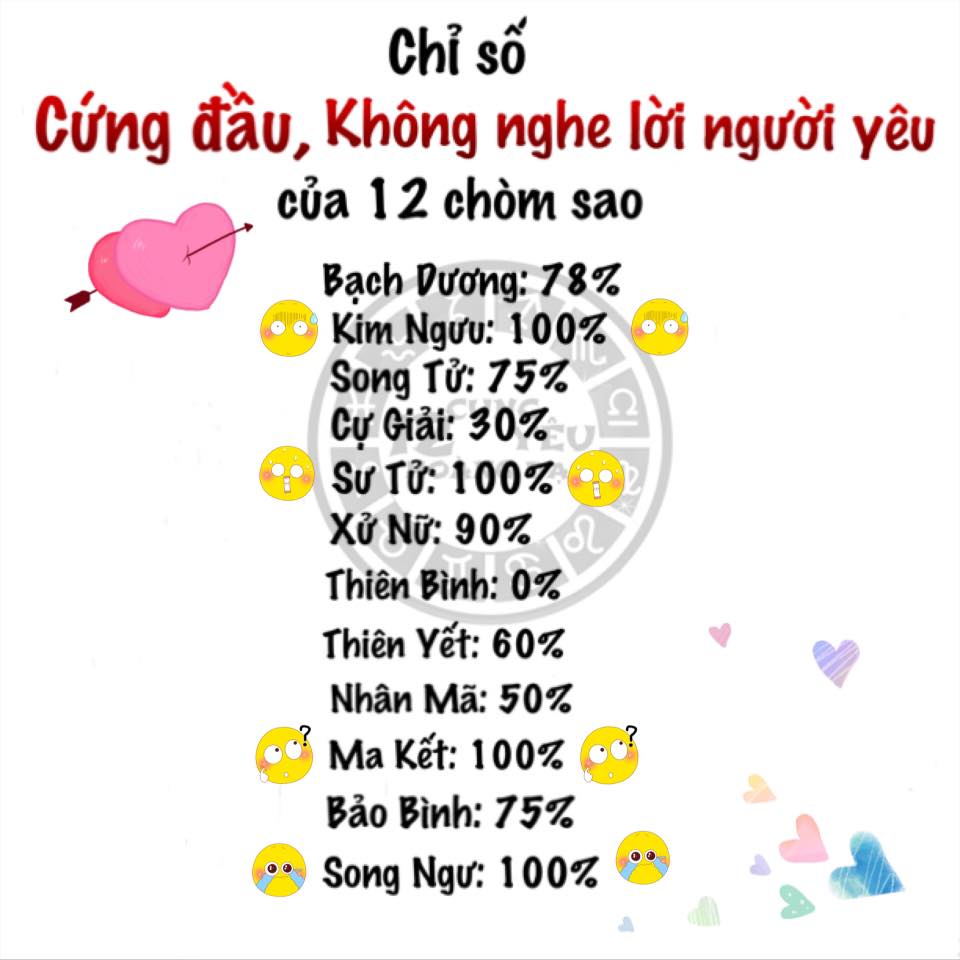 Chỉ số
Cứng đầu, Không nghe lời người yêu
của 12 chòm sao
Bạch Dương: 78%
Kim Ngưu: 100%
Song Tử: 75%
Cự Giải: 30%
Sư Tử: 100%
Xử Nữ: 90%
Thiên Bình: 0%
Thiên Yết: 60%
Nhân Mã: 50%
Ma Kết: 100%
Bảo Bình: 75%
Song Ngư: 100%